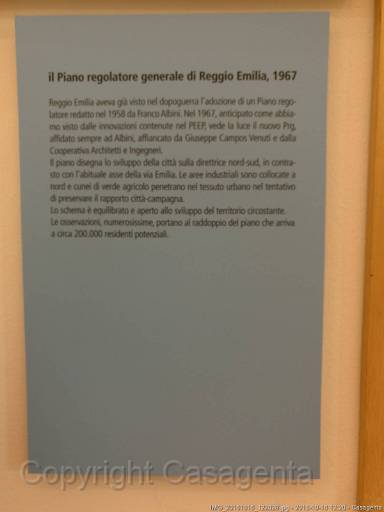 il Piano regolatore generale di Reggio Emilia, 1967
Reggio Emilia aveva già visto nel dopoguerra l'adozione di un Piano rego-
latore redatto nel 1958 da Franco Albini. Nel 1967, anticipato come abbia-
mo visto dalle innovazioni contenute nel PEEP, vede la luce il nuovo Prg,
affidato sempre ad Albini, affiancato da Giuseppe Campos Venuti e dalla
Cooperativa Architetti e Ingegneri.
Il piano disegna lo sviluppo della città sulla direttrice nord-sud, in contra-
sto con l'abituale asse della via Emilia. Le aree industriali sono collocate a
nord e cunei di verde agricolo penetrano nel tessuto urbano nel tentativo
di preservare il rapporto città-campagna.
Lo schema è equilibrato e aperto allo sviluppo del territorio circostante.
Le osservazioni, numerosissime, portano al raddoppio del piano che arriva
a circa 200.000 residenti potenziali.
Copyright Casagenta